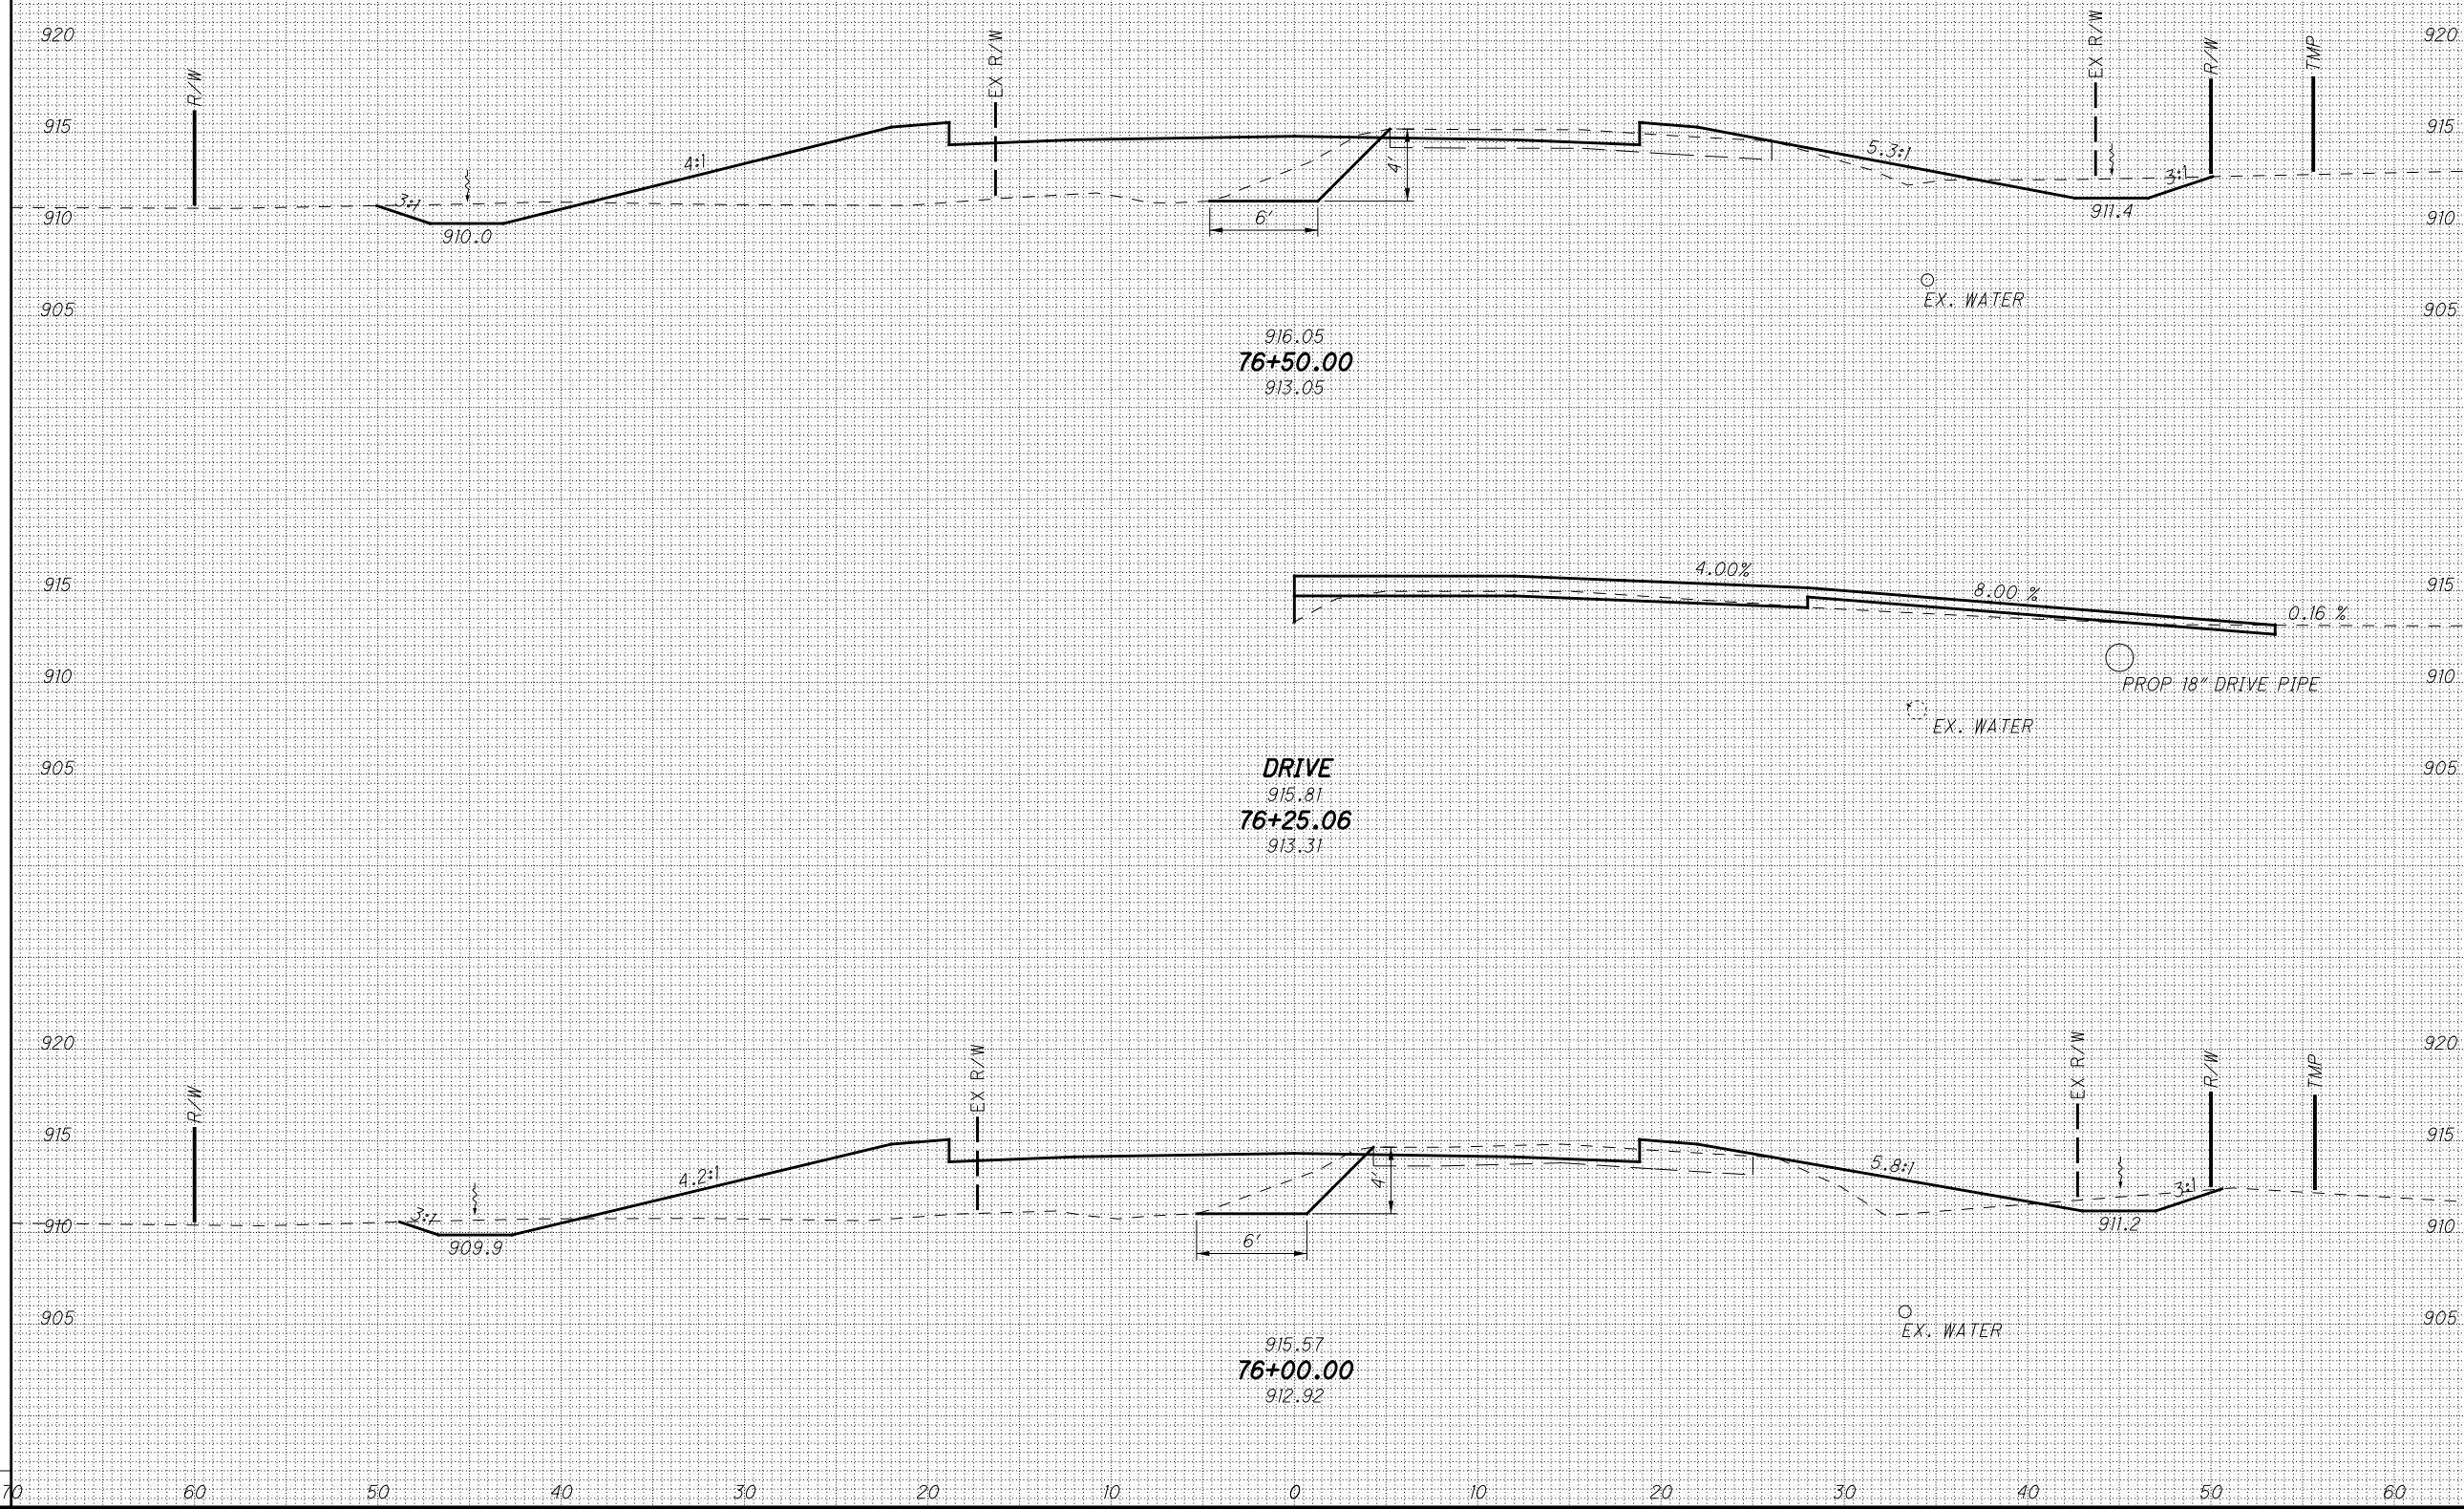 920 920
R/W EX R/W EX R/W R/W TMP
915 915
3:1 4:1 4' 5.3:1 3:1
910 910.0 6' 911.4 910
905 EX. WATER 905
916.05
76+50.00
913.05
915 4.00% 8.00 % 915
0.16 %
910 PROP 18" DRIVE PIPE 910
EX. WATER
905 DRIVE 905
915.81
76+25.06
913.31
920 920
R/W EX R/W EX R/W R/W TMP
915 915
3:1 4.2:1 4' 5.8:1 3:1
910 911.2 910
909.9 6'
905 905
EX. WATER
915.57
76+00.00
912.92
70 60 50 40 30 20 10 0 10 20 30 40 50 60